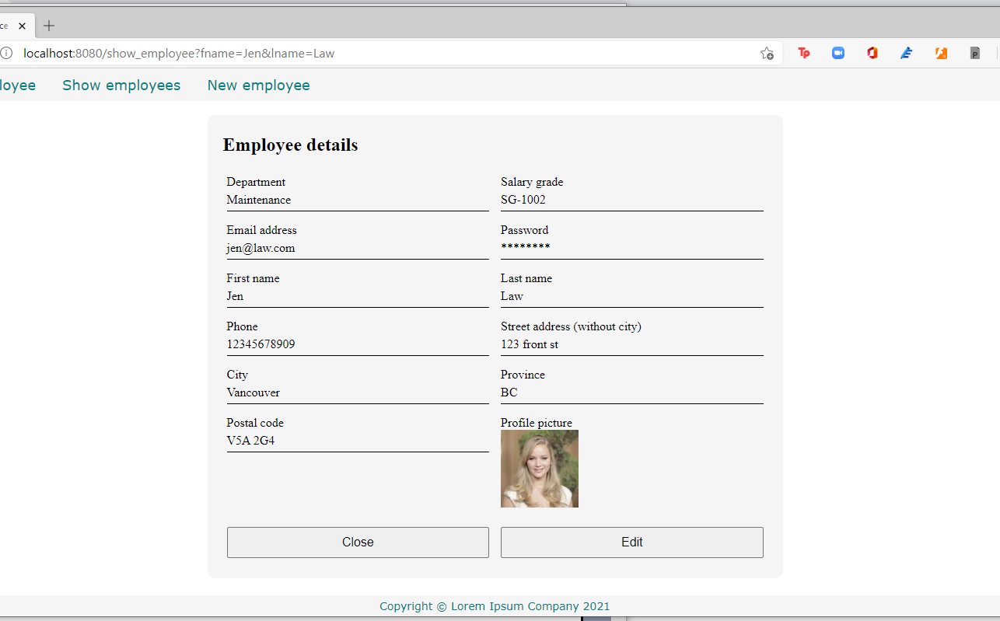 ce
localhost:8080/show_employee?fname=Jen&lname=Law
loyee Show employees New employee
Employee details
Department Salary grade
Maintenance SG-1002
Email address Password
jen@law.com ********
First name Last name
Jen Law
Phone Street address (without city)
12345678909 123 front st
City Province
Vancouver BC
Postal code Profile picture
V5A 2G4
Close Edit
Copyright © Lorem Ipsum Company 2021